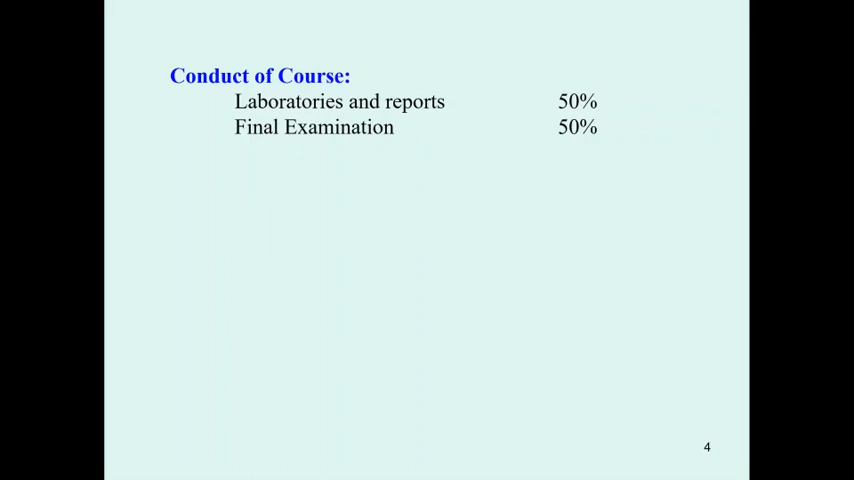 Conduct of Course:
Laboratories and reports 50%
Final Examination 50%
4